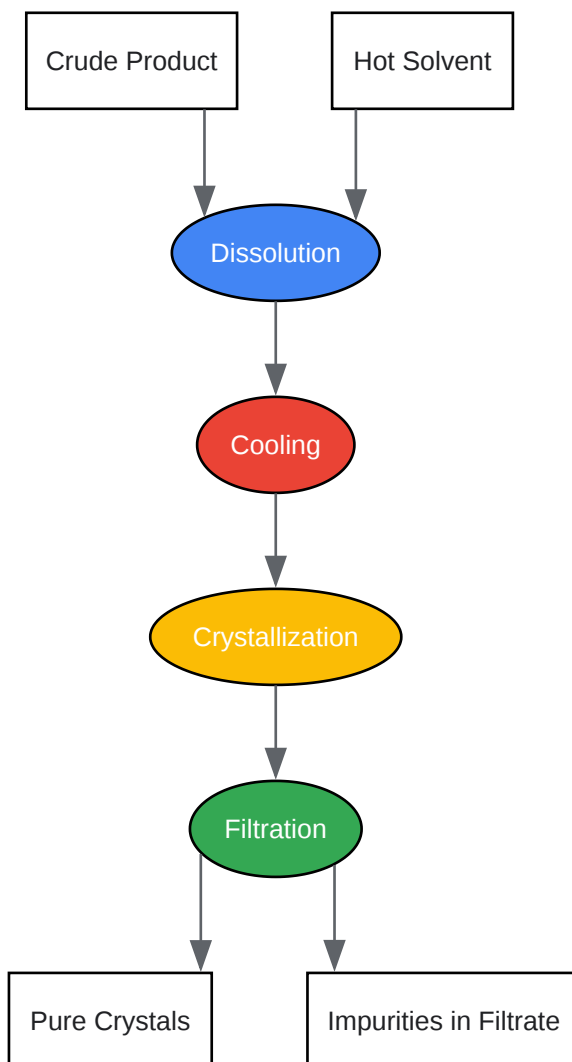 Crude Product
Hot Solvent
Dissolution
Cooling
Crystallization
Filtration
Pure Crystals
Impurities in Filtrate